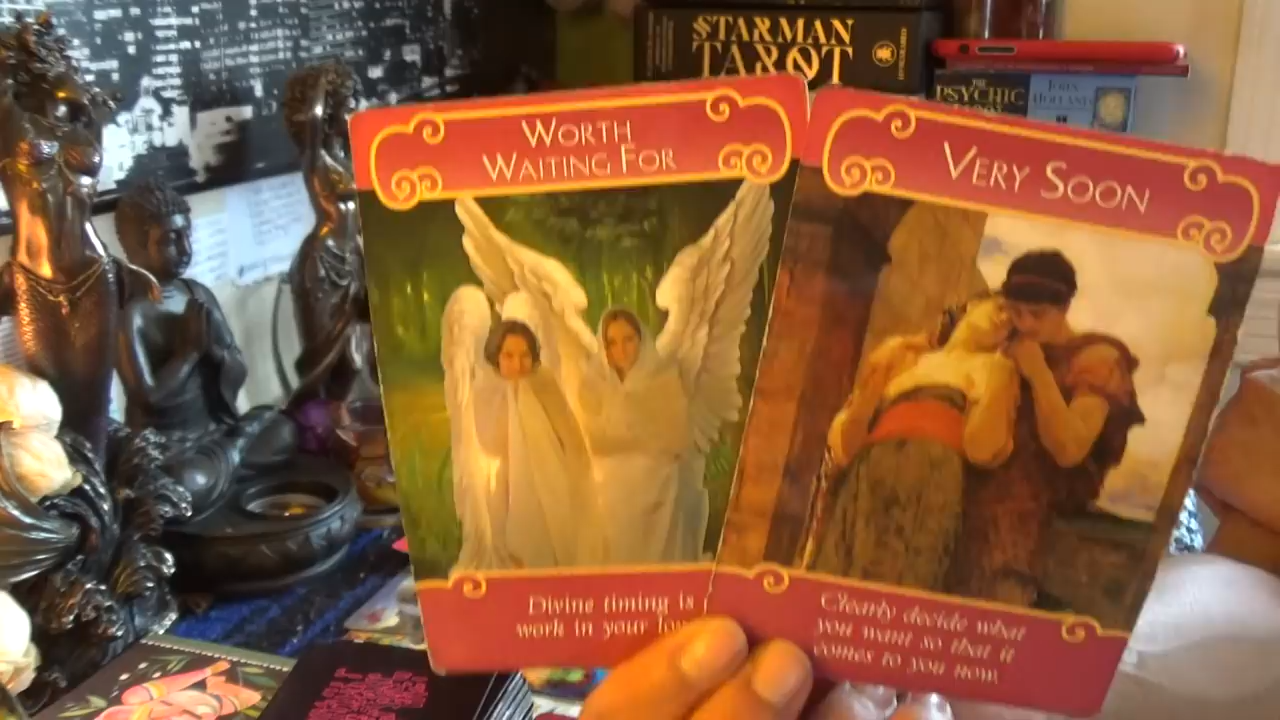 STARMAN
TAROT
THE
PSYCHIC
TAROT
JOHN
HOLLAND
WORTH
WAITING FOR
VERY SOON
Divine timing is
work in your
Clearly decide what
you want so that it
comes to you now.